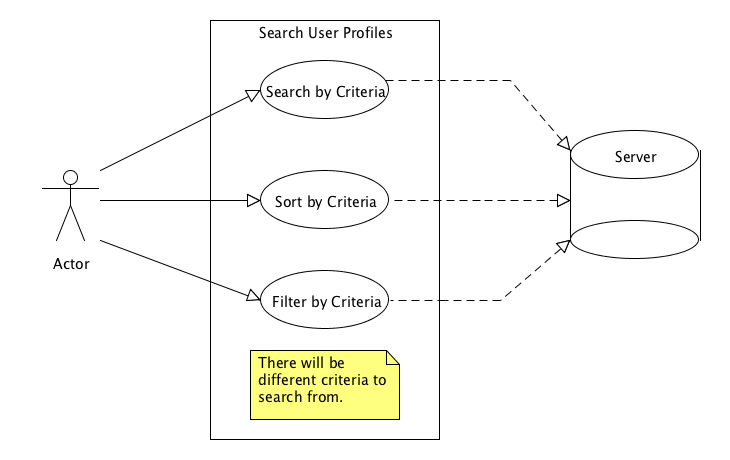 Search User Profiles
Search by Criteria
Server
Sort by Criteria
Actor
Filter by Criteria
There will be
different criteria to
search from.